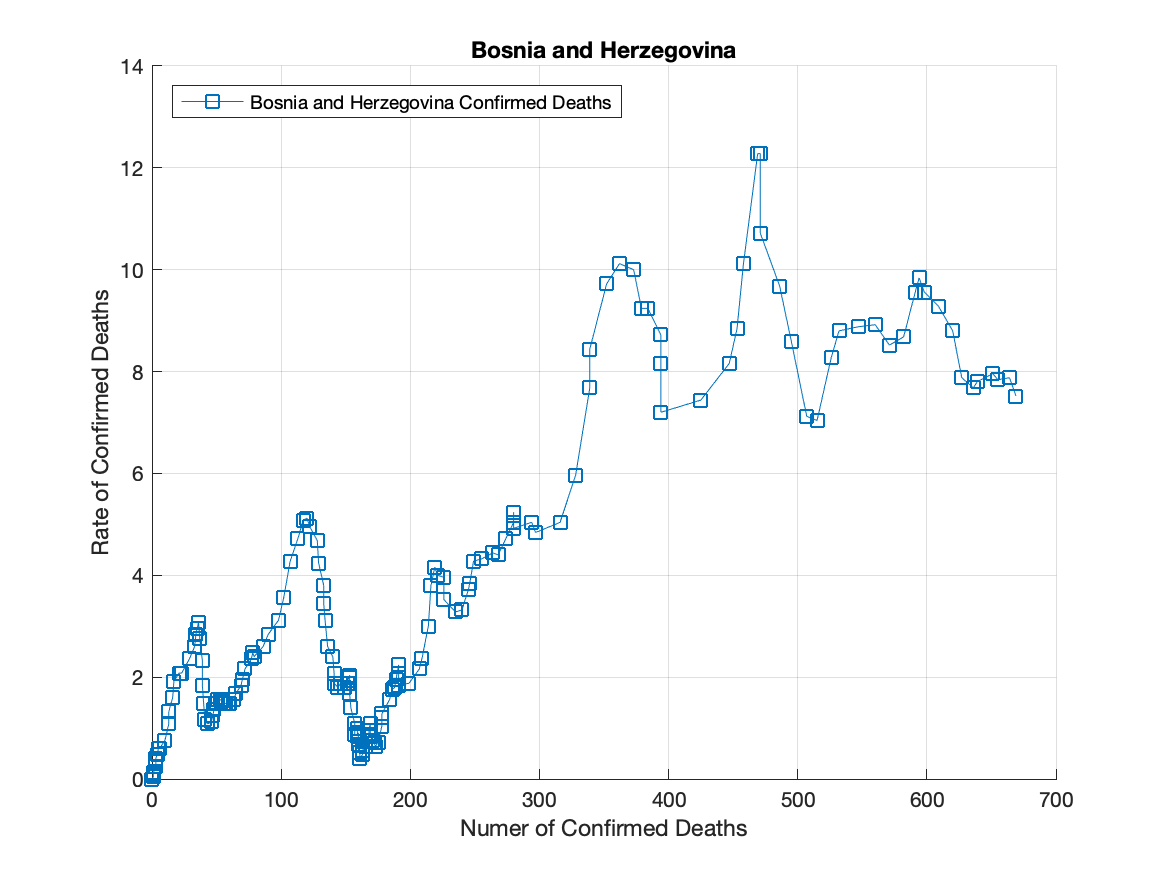 Bosnia and Herzegovina
Bosnia and Herzegovina Confirmed Deaths
Rate of Confirmed Deaths
14
12
10
8
6
4
2
0
0 100 200 300 400 500 600 700
Numer of Confirmed Deaths